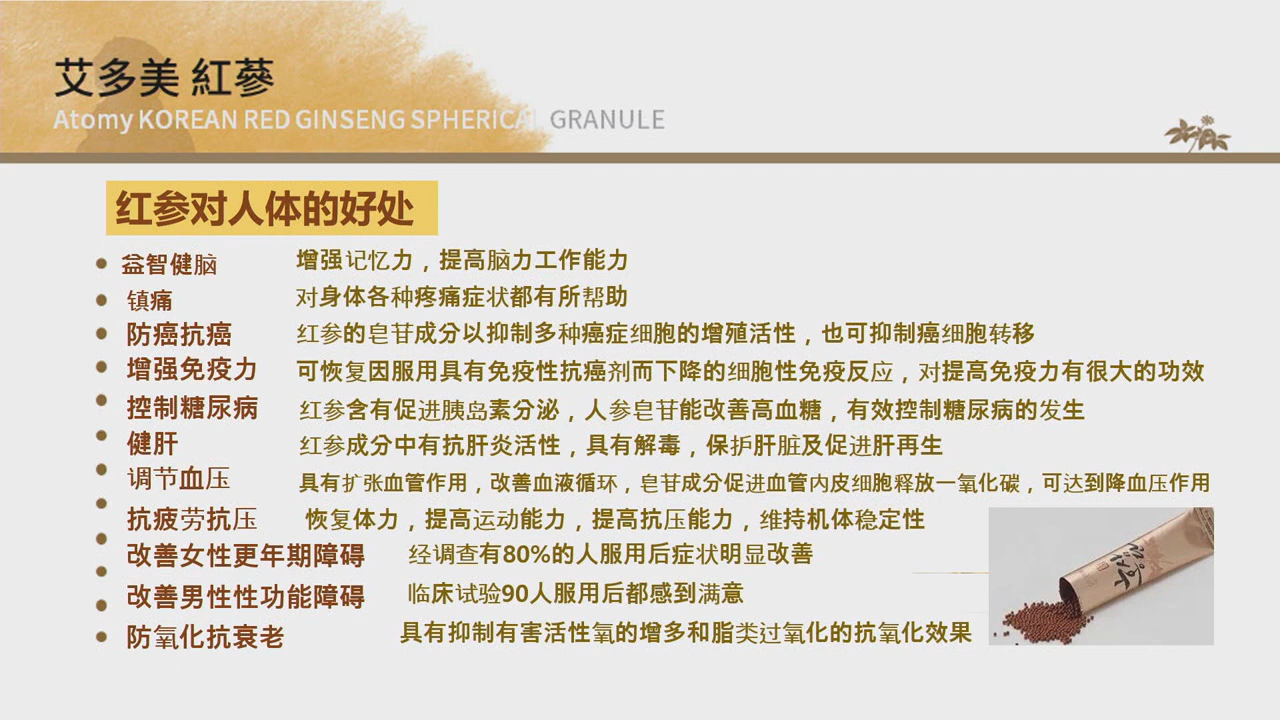 艾多美 紅蔘
Atomy KOREAN RED GINSENG SPHERICAL GRANULE
红参对人体的好处
益智健脑 增强记忆力，提高脑力工作能力
镇痛 对身体各种疼痛症状都有所帮助
防癌抗癌 红参的皂苷成分以抑制多种癌症细胞的增殖活性，也可抑制癌细胞转移
增强免疫力 可恢复因服用具有免疫性抗癌剂而下降的细胞性免疫反应，对提高免疫力有很大的功效
控制糖尿病 红参含有促进胰岛素分泌，人参皂苷能改善高血糖，有效控制糖尿病的发生
健肝 红参成分中有抗肝炎活性，具有解毒，保护肝脏及促进肝再生
调节血压 具有扩张血管作用，改善血液循环，皂苷成分促进血管内皮细胞释放一氧化碳，可达到降血压作用
抗疲劳抗压 恢复体力，提高运动能力，提高抗压能力，维持机体稳定性
改善女性更年期障碍 经调查有80%的人服用后症状明显改善
改善男性性功能障碍 临床试验90人服用后都感到满意
防氧化抗衰老 具有抑制有害活性氧的增多和脂类过氧化的抗氧化效果